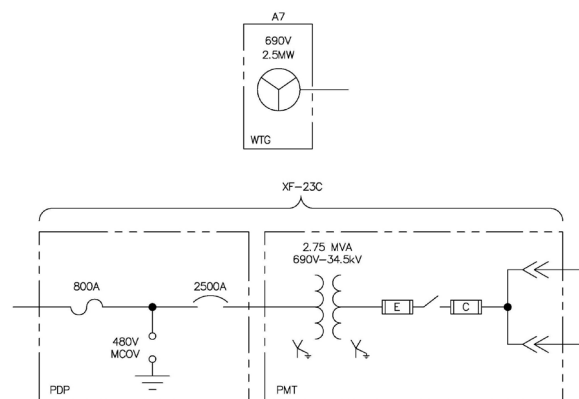 A7
690V
2.5MW
WTG
XF-23C
2.75 MVA
690V-34.5kV
800A
2500A
E
C
480V
MCOV
PDP
PMT